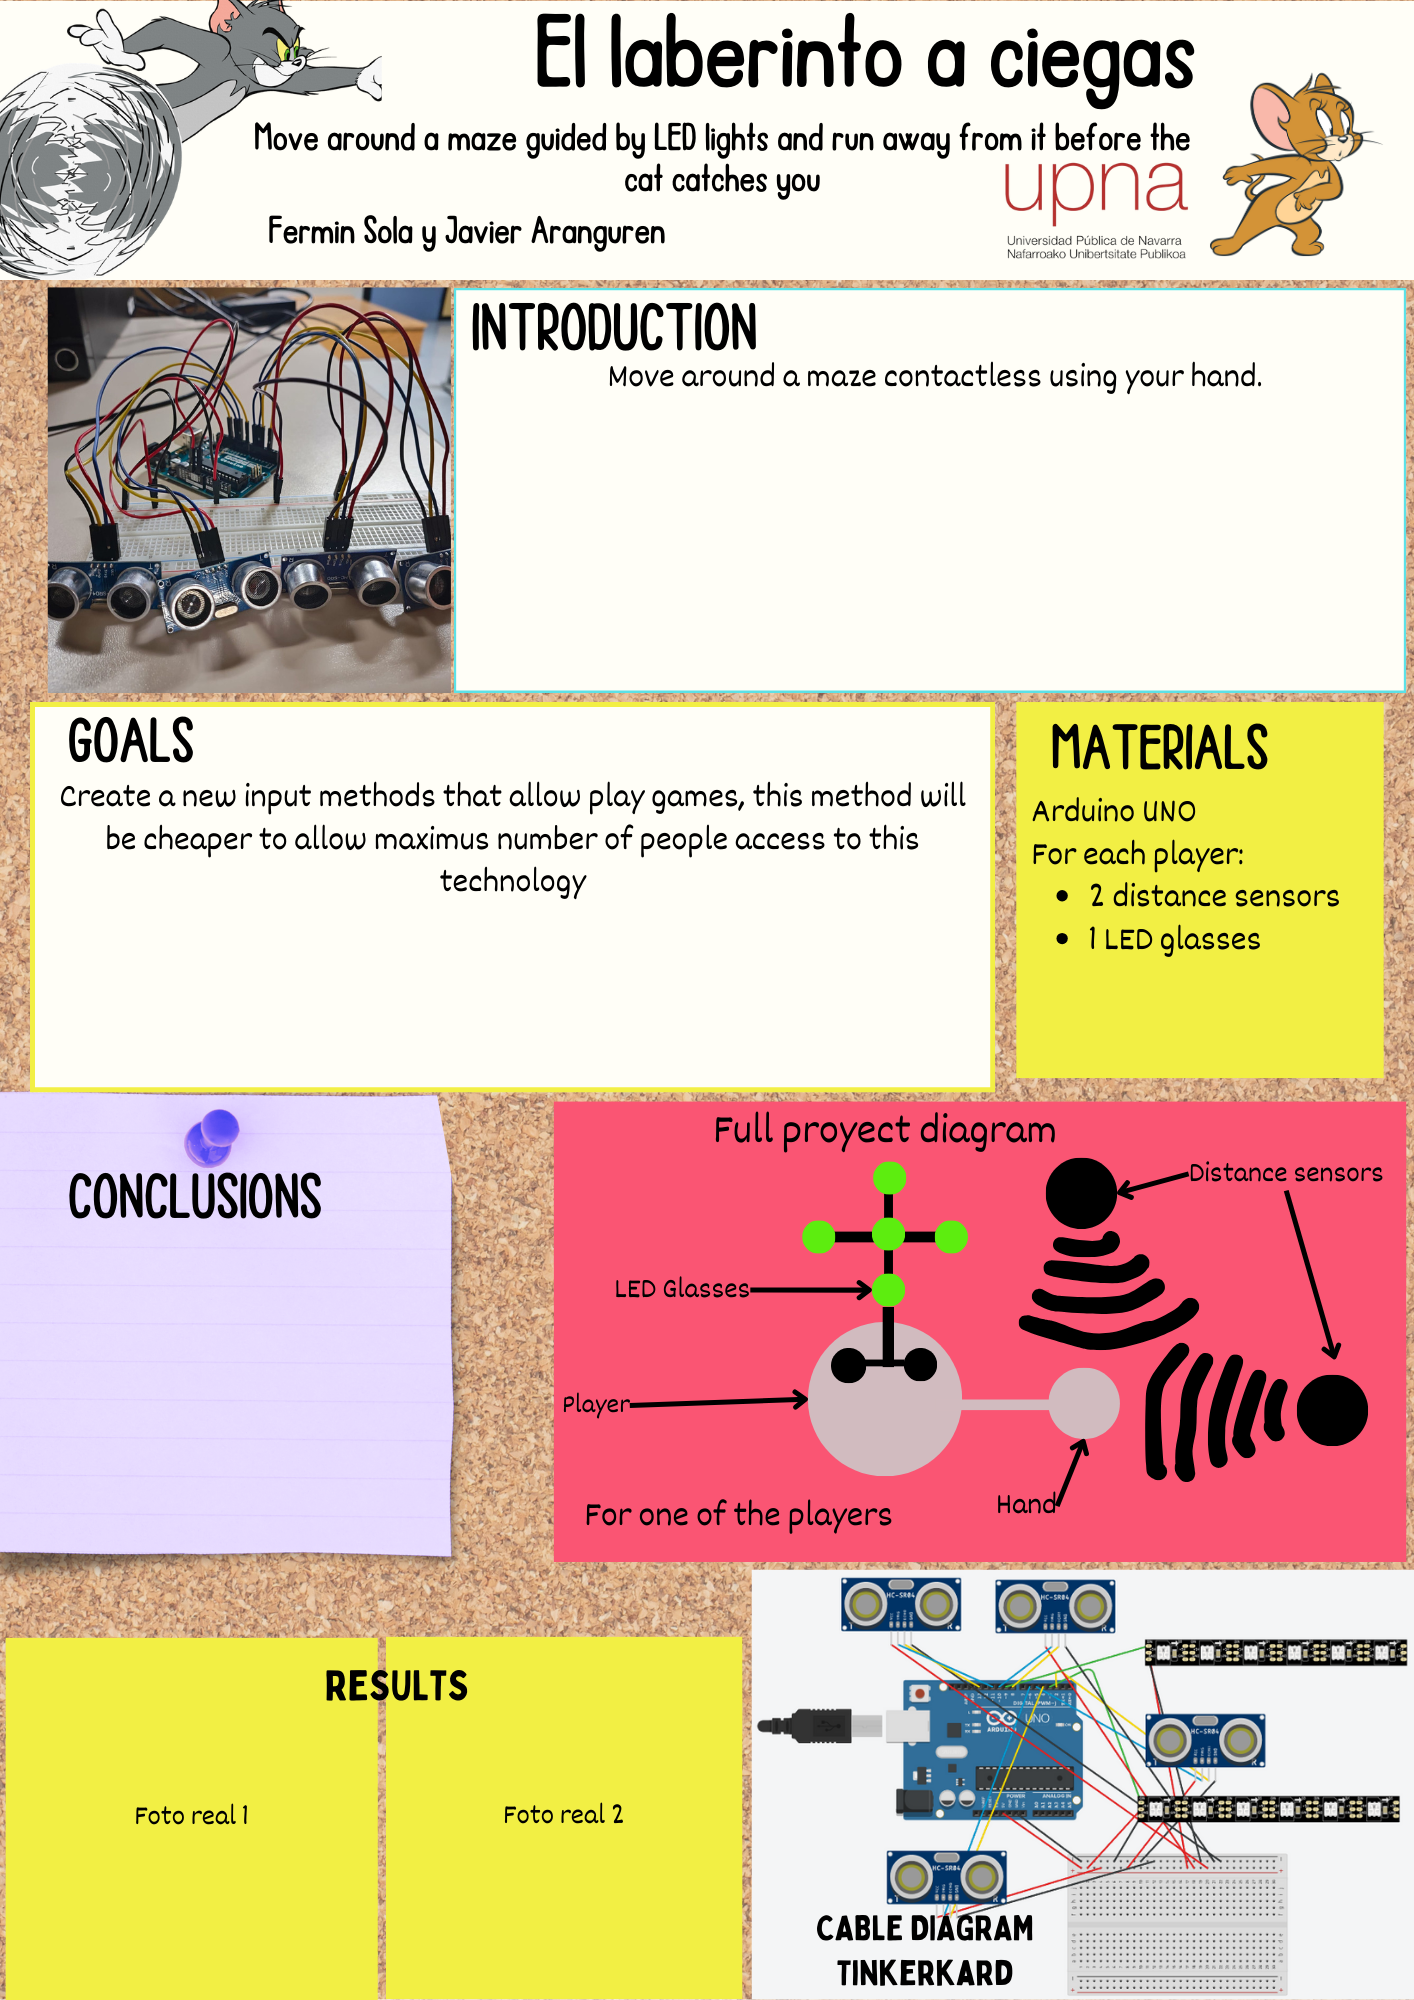 El laberinto a ciegas
Move around a maze guided by LED lights and run away from it before the
cat catches you
Fermin Sola y Javier Aranguren
upna
Universidad Pública de Navarra
Nafarroako Unibertsitate Publikoa
INTRODUCTION
Move around a maze contactless using your hand.
GOALS
Create a new input methods that allow play games, this method will
be cheaper to allow maximus number of people access to this
technology
MATERIALS
Arduino UNO
For each player:
• 2 distance sensors
• 1 LED glasses
CONCLUSIONS
Full proyect diagram
Distance sensors
LED Glasses
Player
Hand
For one of the players
RESULTS
Foto real 1
Foto real 2
HC-SR04
HC-SR04
DIGITAL (PWM~)
UNO
ARDUINO
HC-SR04
POWER
ANALOG IN
HC-SR04
CABLE DIAGRAM
TINKERKARD